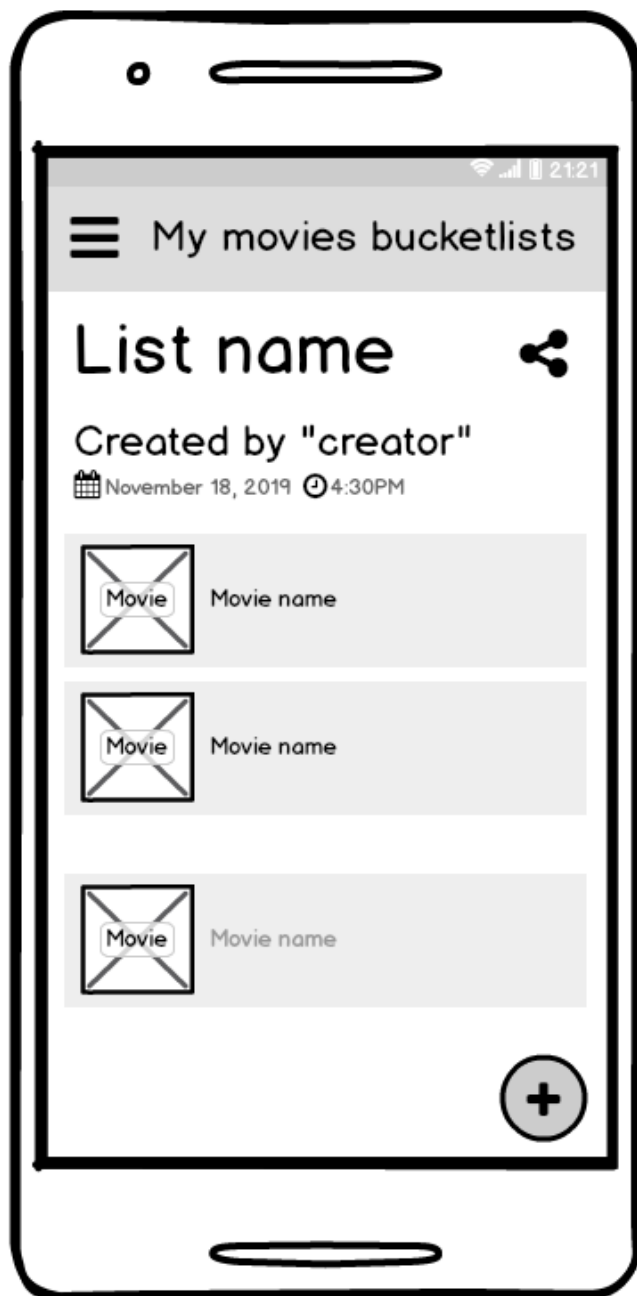 21:21
My movies bucketlists
List name
Created by "creator"
November 18, 2019 4:30PM
Movie Movie name
Movie Movie name
Movie Movie name